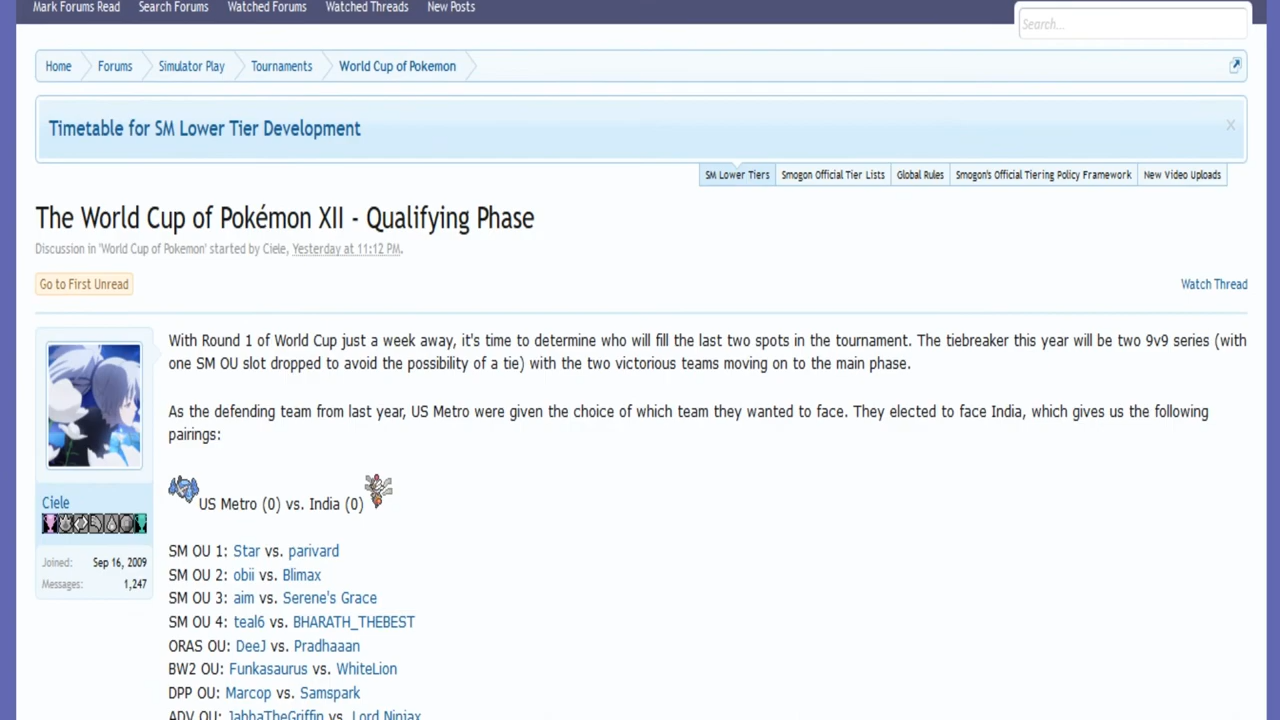 Mark Forums Read Search Forums Watched Forums Watched Threads New Posts
Search...
Home Forums Simulator Play Tournaments World Cup of Pokemon
Timetable for SM Lower Tier Development
X
SM Lower Tiers Smogon Official Tier Lists Global Rules Smogon's Official Tiering Policy Framework New Video Uploads
The World Cup of Pokémon XII - Qualifying Phase
Discussion in 'World Cup of Pokemon' started by Ciele, Yesterday at 11:12 PM.
Go to First Unread
Watch Thread
With Round 1 of World Cup just a week away, it's time to determine who will fill the last two spots in the tournament. The tiebreaker this year will be two 9v9 series (with
one SM OU slot dropped to avoid the possibility of a tie) with the two victorious teams moving on to the main phase.
As the defending team from last year, US Metro were given the choice of which team they wanted to face. They elected to face India, which gives us the following
pairings:
US Metro (0) vs. India (0)
Ciele
Joined: Sep 16, 2009
Messages: 1,247
SM OU 1: Star vs. parivard
SM OU 2: obii vs. Blimax
SM OU 3: aim vs. Serene's Grace
SM OU 4: teal6 vs. BHARATH_THEBEST
ORAS OU: DeeJ vs. Pradhaaan
BW2 OU: Funkasaurus vs. WhiteLion
DPP OU: Marcop vs. Samspark
ADV OU: JabbaTheGriffin vs. Lord Ninjax